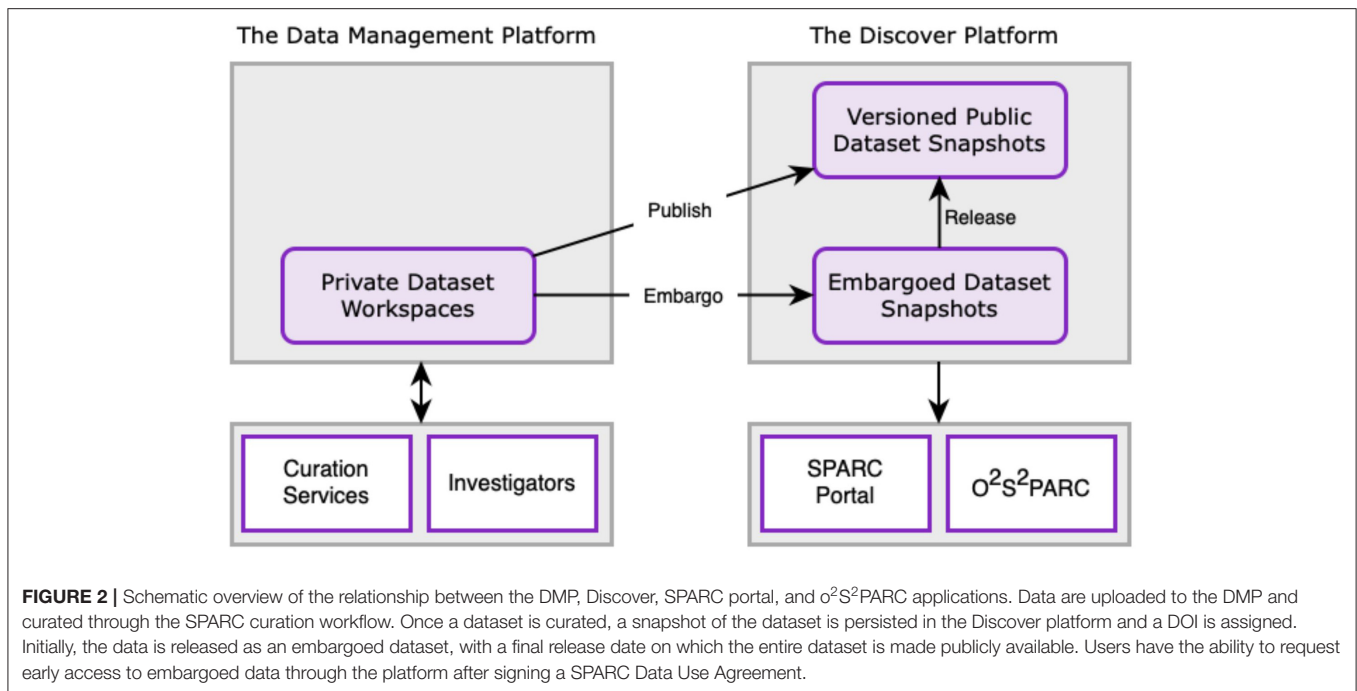 The Data Management Platform
The Discover Platform
Versioned Public
Dataset Snapshots
Publish
Release
Private Dataset
Workspaces
Embargo
Embargoed Dataset
Snapshots
Curation
Services
Investigators
SPARC
Portal
O²S²PARC
FIGURE 2 | Schematic overview of the relationship between the DMP, Discover, SPARC portal, and o²S²PARC applications. Data are uploaded to the DMP and
curated through the SPARC curation workflow. Once a dataset is curated, a snapshot of the dataset is persisted in the Discover platform and a DOI is assigned.
Initially, the data is released as an embargoed dataset, with a final release date on which the entire dataset is made publicly available. Users have the ability to request
early access to embargoed data through the platform after signing a SPARC Data Use Agreement.